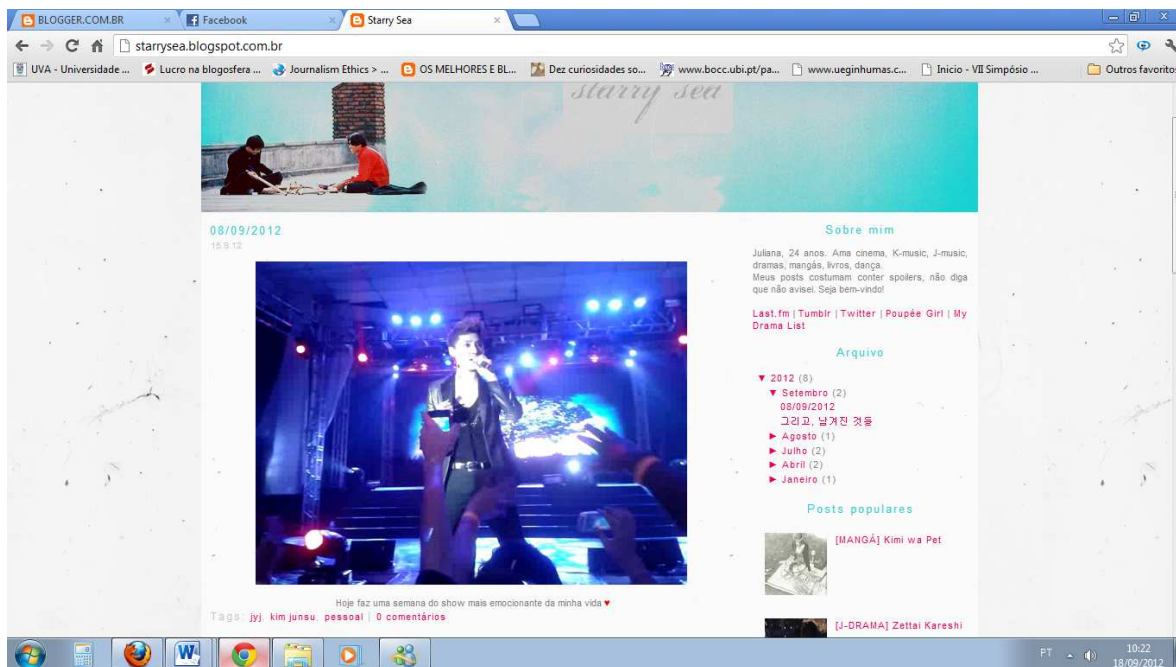 BLOGGER.COM.BR
Facebook
Starry Sea
starrysea.blogspot.com.br
UVA - Universidade ...
Lucro na blogosfera ...
Journalism Ethics > ...
OS MELHORES E BL...
Dez curiosidades so...
www.bocc.ubi.pt/pa...
www.ueginhumas.c...
Inicio - VII Simpósio ...
Outros favoritos
starry sea
08/09/2012
15.9.12
Hoje faz uma semana do show mais emocionante da minha vida ♥
Tags: jyj, kim junsu, pessoal | 0 comentários
Sobre mim
Juliana, 24 anos. Ama cinema, K-music, J-music,
dramas, mangás, livros, dança.
Meus posts costumam conter spoilers, não diga
que não avisei. Seja bem-vindo!
Last.fm | Tumblr | Twitter | Poupée Girl | My
Drama List
Arquivo
▼ 2012 (8)
▼ Setembro (2)
08/09/2012
그리고, 남겨진 것들
► Agosto (1)
► Julho (2)
► Abril (2)
► Janeiro (1)
Posts populares
[MANGÁ] Kimi wa Pet
[J-DRAMA] Zettai Kareshi
PT
10:22
18/09/2012